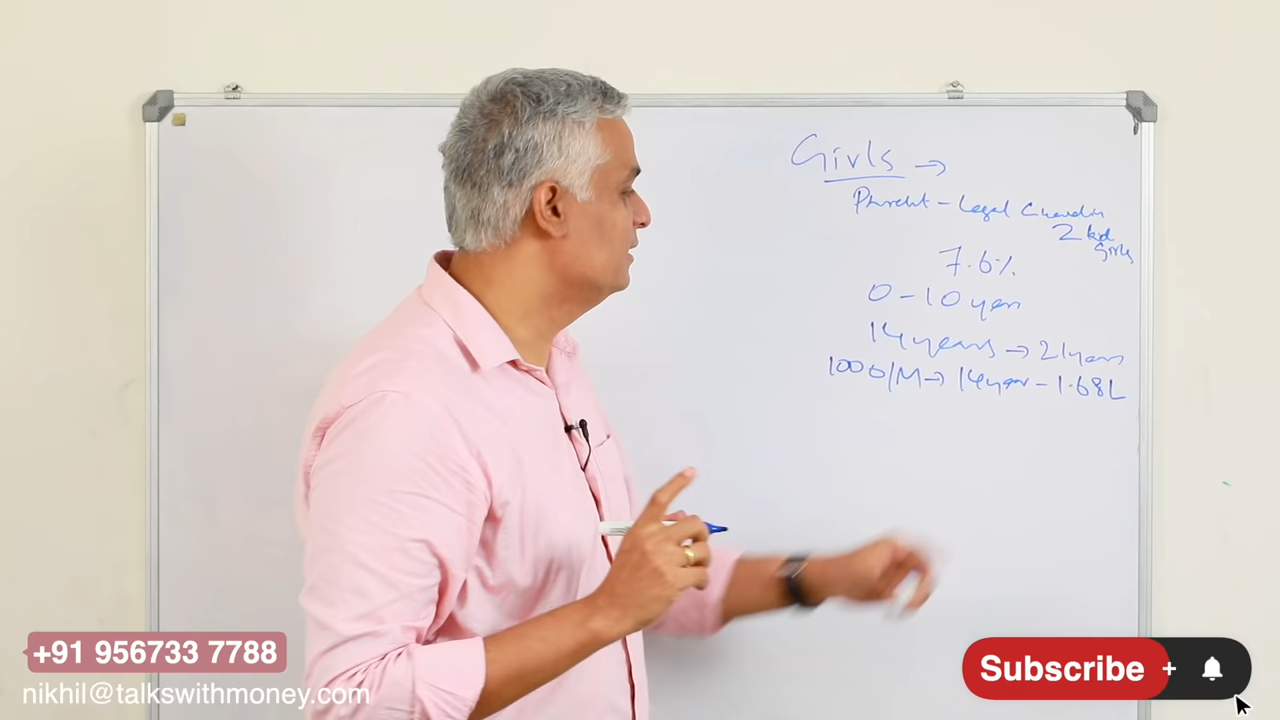 Girls →
Parent - Legal Guardian
2 kid
Girls
7.6%
0-10 years
14 years → 21 years
1000/M → 14 year - 1.68L
+91 956733 7788
nikhil@talkswithmoney.com
Subscribe +